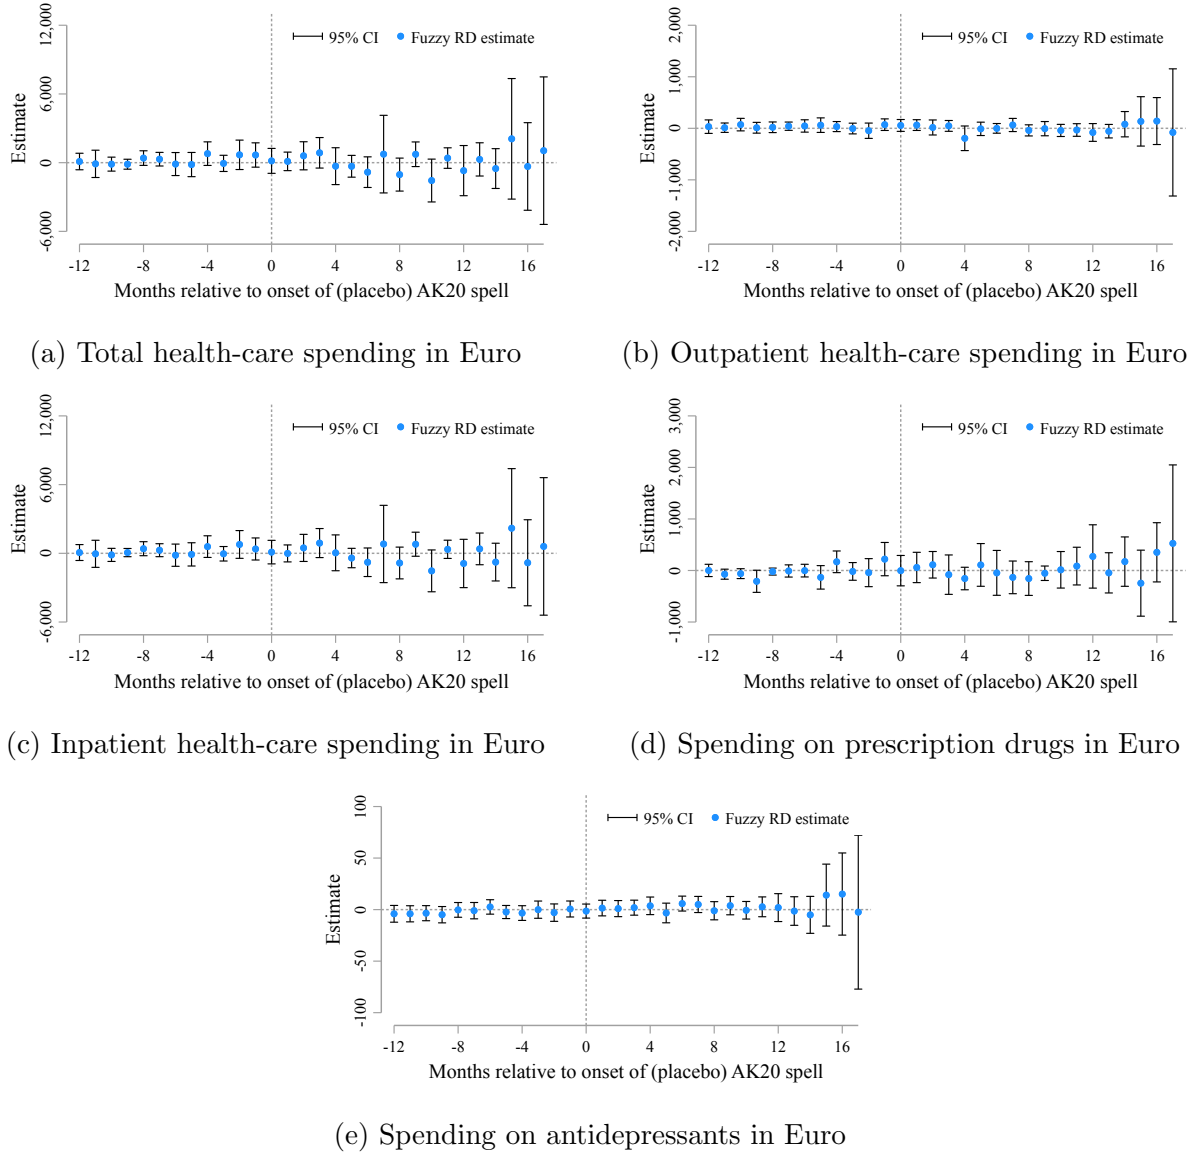 12,000
6,000
0
-6,000
Estimate
95% CI Fuzzy RD estimate
-12 -8 -4 0 4 8 12 16
Months relative to onset of (placebo) AK20 spell
(a) Total health-care spending in Euro
2,000
1,000
0
-1,000
-2,000
Estimate
95% CI Fuzzy RD estimate
-12 -8 -4 0 4 8 12 16
Months relative to onset of (placebo) AK20 spell
(b) Outpatient health-care spending in Euro
12,000
6,000
0
-6,000
Estimate
95% CI Fuzzy RD estimate
-12 -8 -4 0 4 8 12 16
Months relative to onset of (placebo) AK20 spell
(c) Inpatient health-care spending in Euro
3,000
2,000
1,000
0
-1,000
Estimate
95% CI Fuzzy RD estimate
-12 -8 -4 0 4 8 12 16
Months relative to onset of (placebo) AK20 spell
(d) Spending on prescription drugs in Euro
100
50
0
-50
-100
Estimate
95% CI Fuzzy RD estimate
-12 -8 -4 0 4 8 12 16
Months relative to onset of (placebo) AK20 spell
(e) Spending on antidepressants in Euro